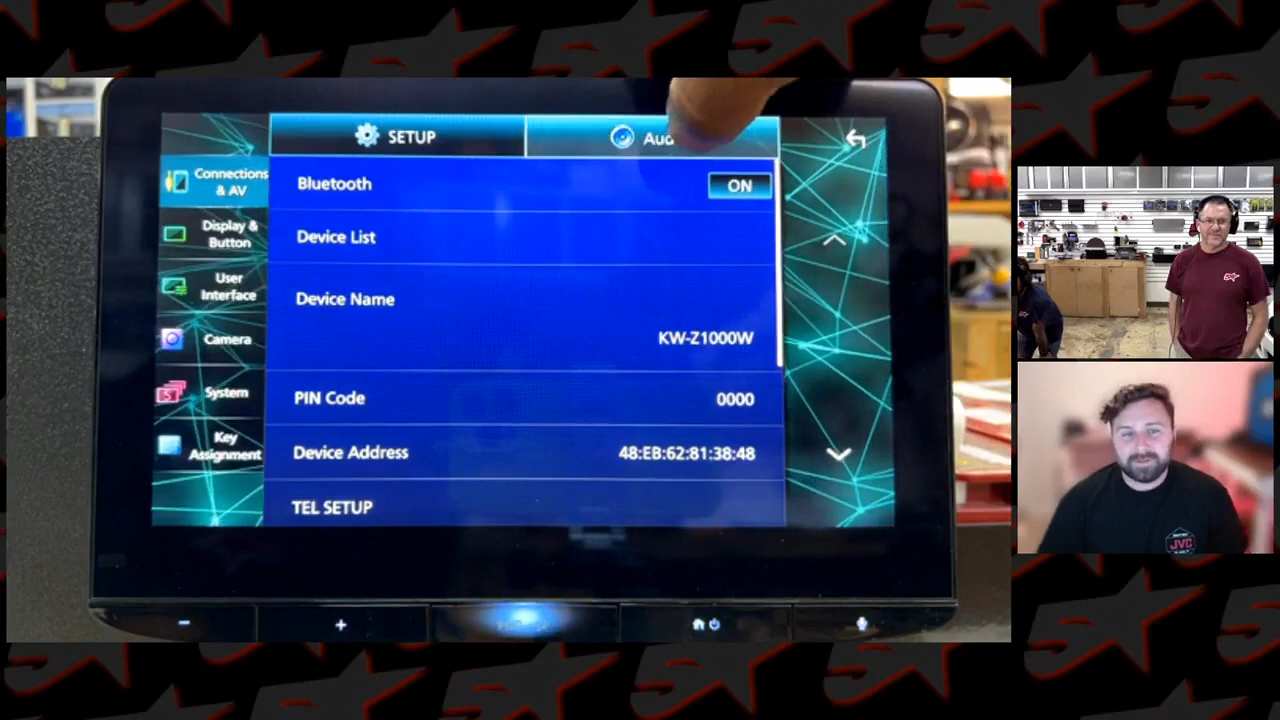 SETUP
Connections
& AV
Display &
Button
User
Interface
Camera
System
Key
Assignment
Bluetooth
ON
Device List
Device Name
KW-Z1000W
PIN Code
0000
Device Address
48:EB:62:81:38:48
TEL SETUP
JVC